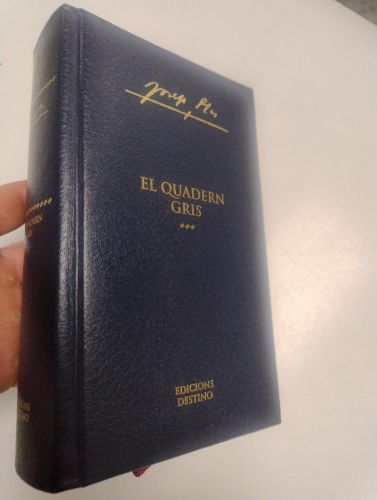 Josep Pla
EL QUADERN
GRIS
EDICIONS
DESTINO